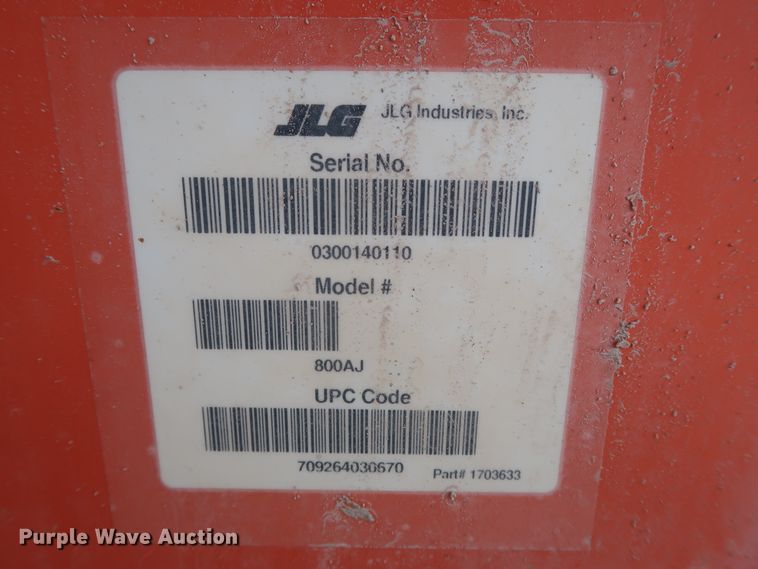 JLG JLG Industries, Inc.
Serial No.
0300140110
Model #
800AJ
UPC Code
709264030670 Part# 1703633
Purple Wave Auction